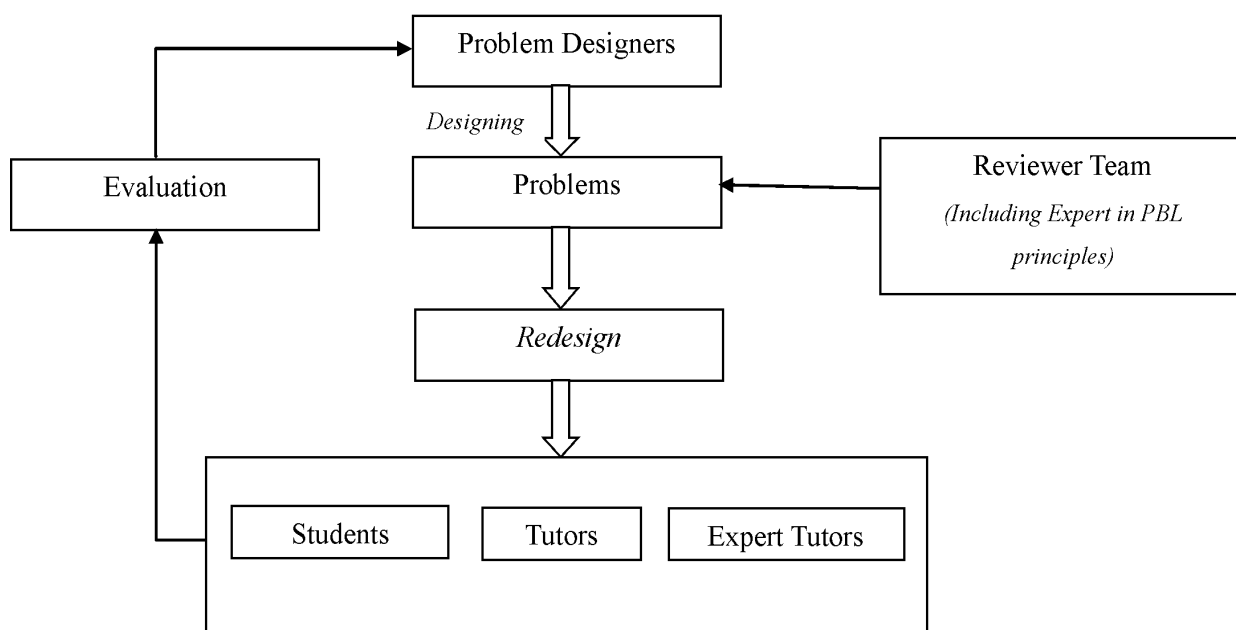 Problem Designers
Designing
Evaluation
Problems
Reviewer Team
(Including Expert in PBL
principles)
Redesign
Students
Tutors
Expert Tutors